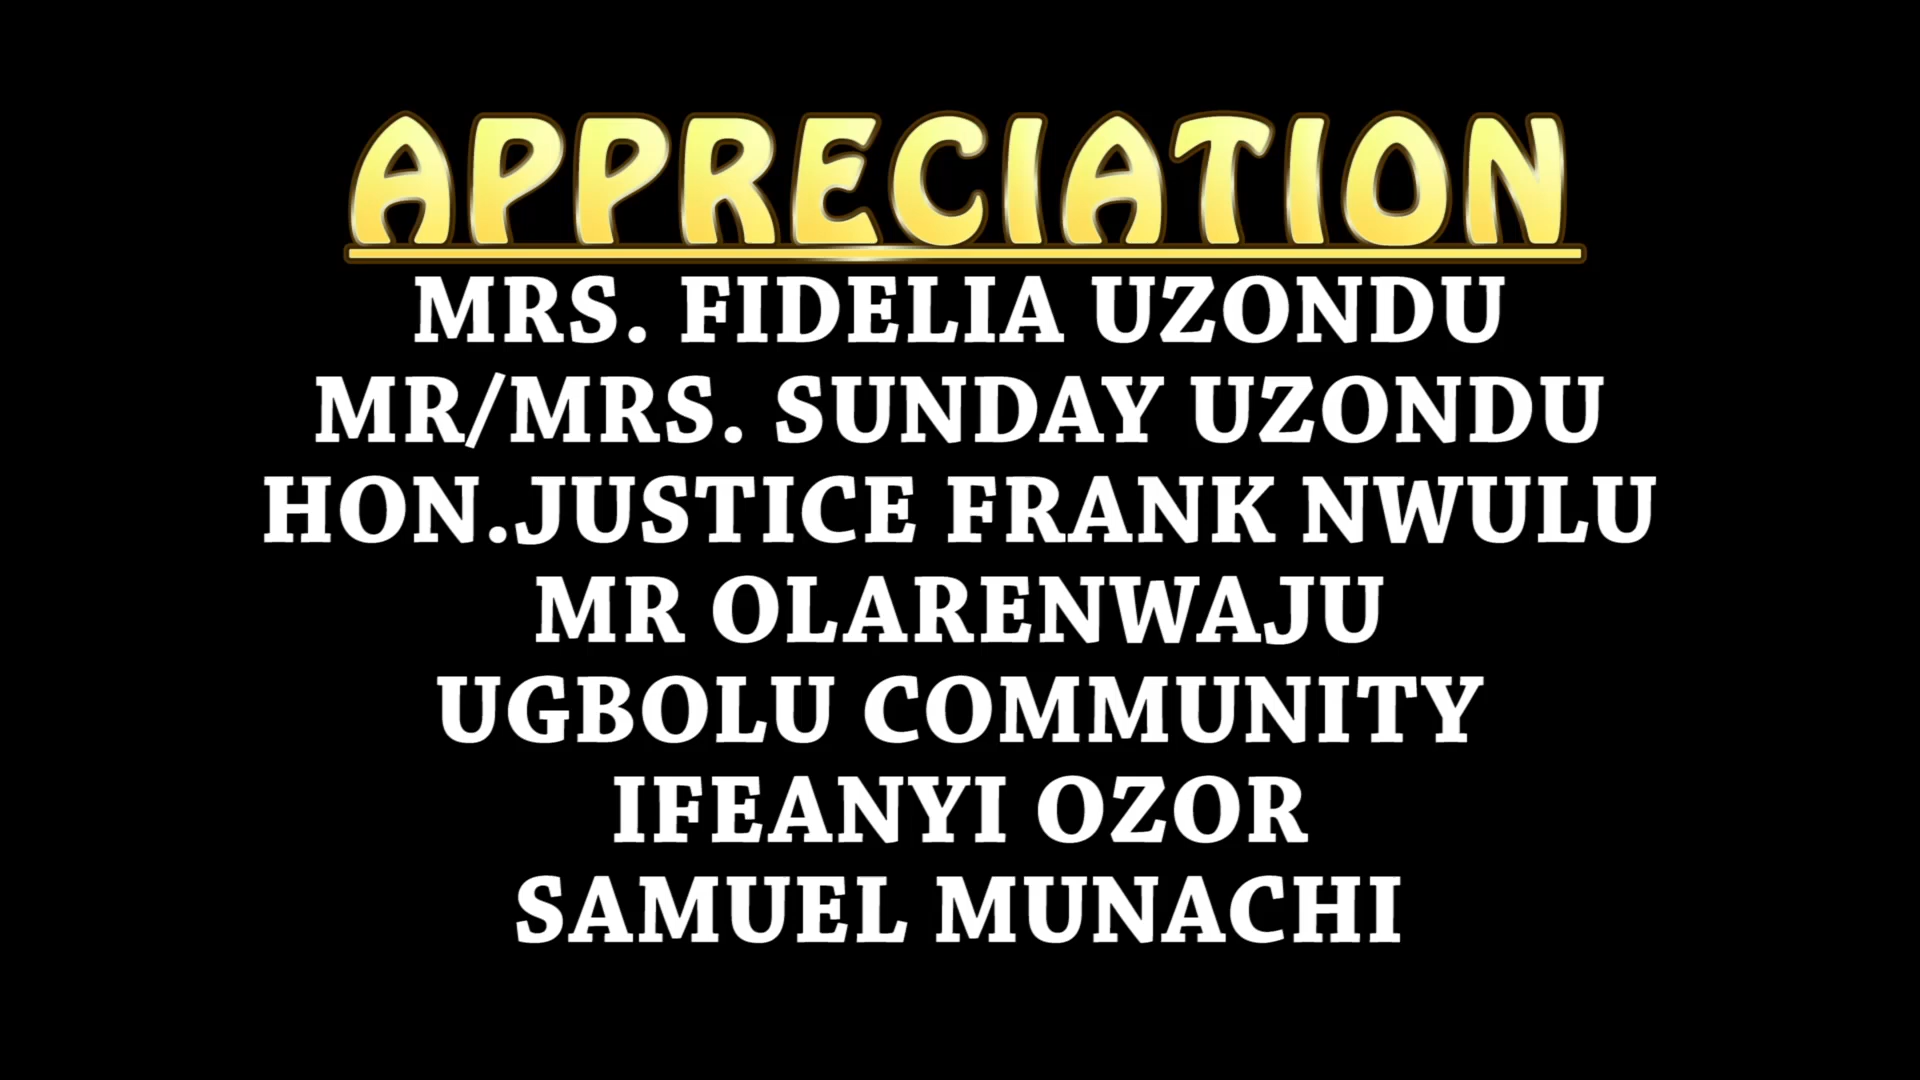 APPRECIATION
MRS. FIDELIA UZONDU
MR/MRS. SUNDAY UZONDU
HON.JUSTICE FRANK NWULU
MR OLARENWAJU
UGBOLU COMMUNITY
IFEANYI OZOR
SAMUEL MUNACHI